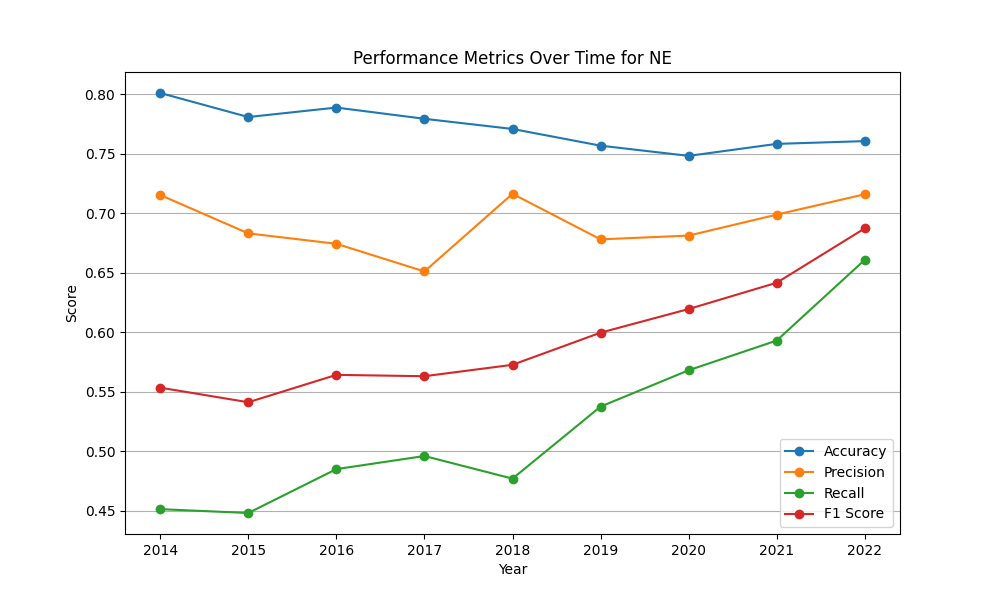 Performance Metrics Over Time for NE
Score
0.80
0.75
0.70
0.65
0.60
0.55
0.50
0.45
Accuracy
Precision
Recall
F1 Score
2014 2015 2016 2017 2018 2019 2020 2021 2022
Year